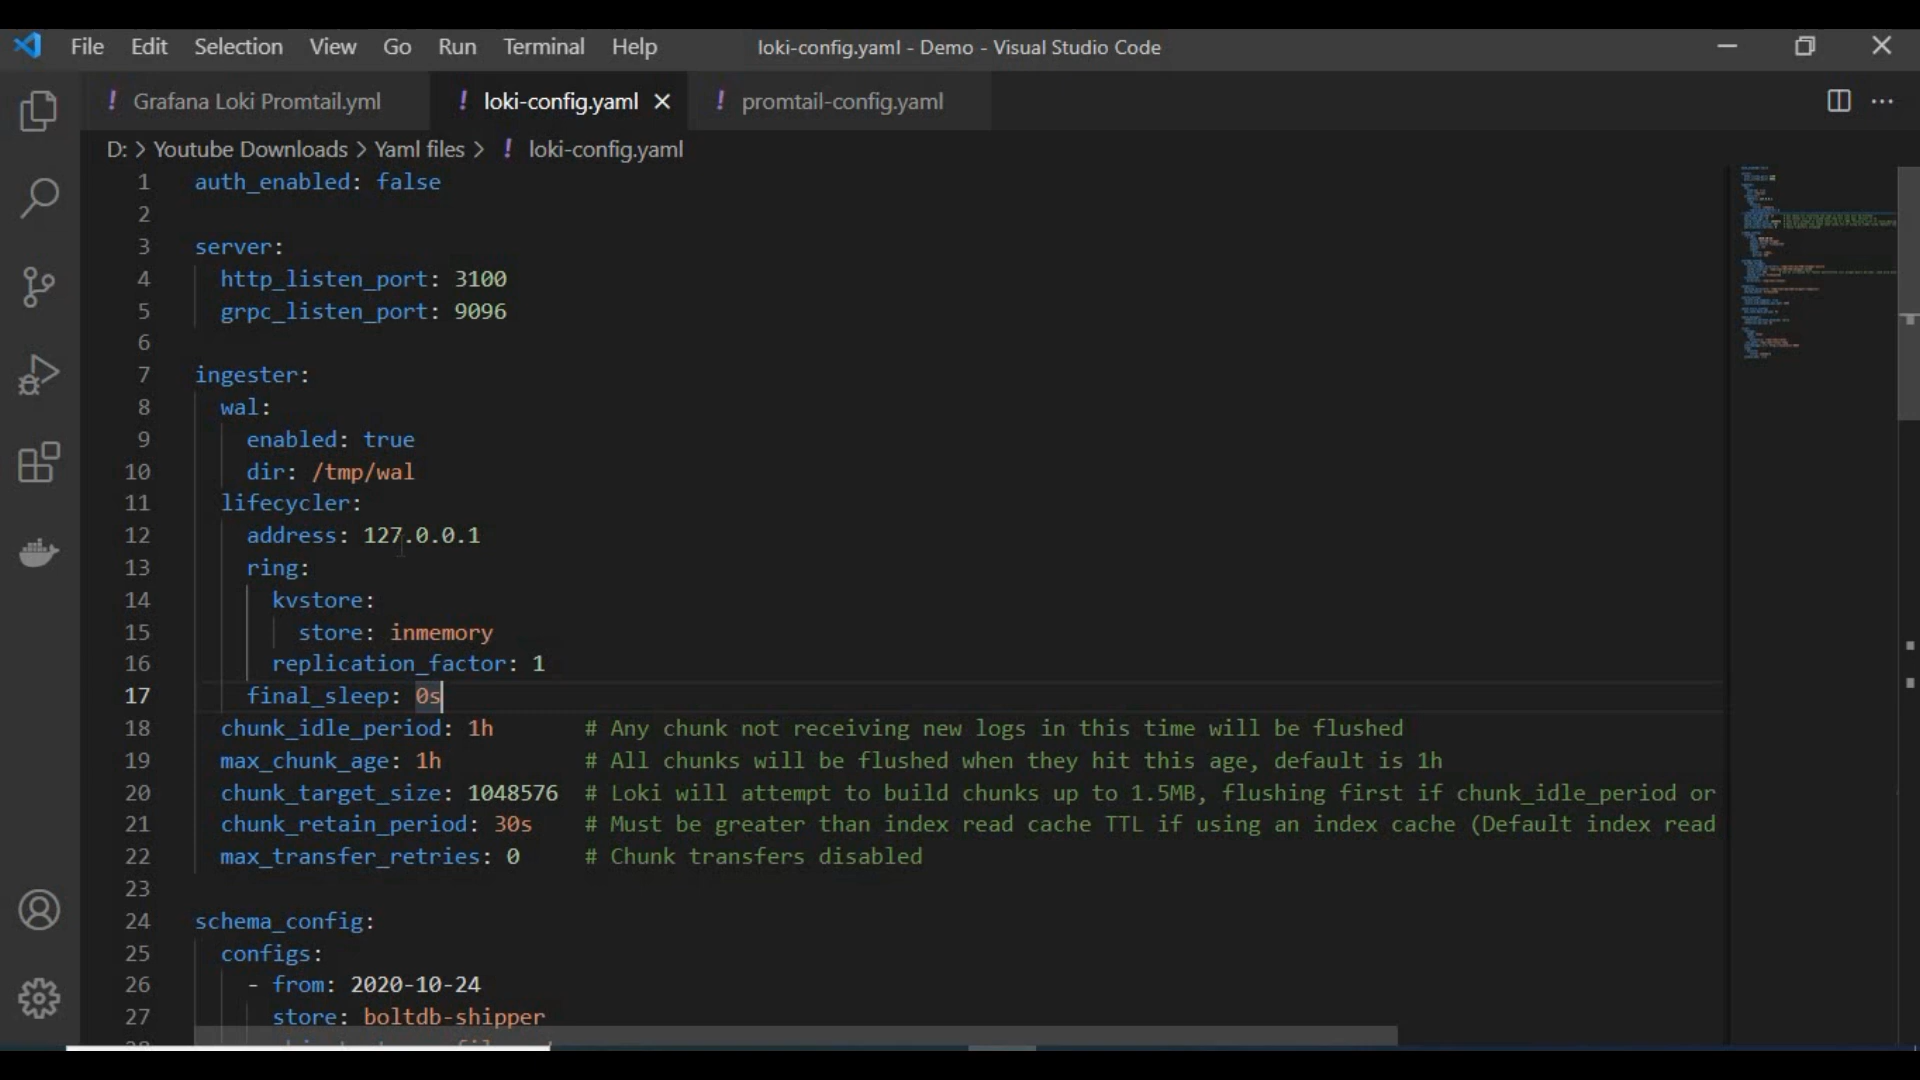 File Edit Selection View Go Run Terminal Help loki-config.yaml - Demo - Visual Studio Code
! Grafana Loki Promtail.yml ! loki-config.yaml ! promtail-config.yaml
D: > Youtube Downloads > Yaml files > ! loki-config.yaml
1 auth_enabled: false
2
3 server:
4 http_listen_port: 3100
5 grpc_listen_port: 9096
6
7 ingester:
8 wal:
9 enabled: true
10 dir: /tmp/wal
11 lifecycler:
12 address: 127.0.0.1
13 ring:
14 kvstore:
15 store: inmemory
16 replication_factor: 1
17 final_sleep: 0s
18 chunk_idle_period: 1h # Any chunk not receiving new logs in this time will be flushed
19 max_chunk_age: 1h # All chunks will be flushed when they hit this age, default is 1h
20 chunk_target_size: 1048576 # Loki will attempt to build chunks up to 1.5MB, flushing first if chunk_idle_period or
21 chunk_retain_period: 30s # Must be greater than index read cache TTL if using an index cache (Default index read
22 max_transfer_retries: 0 # Chunk transfers disabled
23
24 schema_config:
25 configs:
26 - from: 2020-10-24
27 store: boltdb-shipper